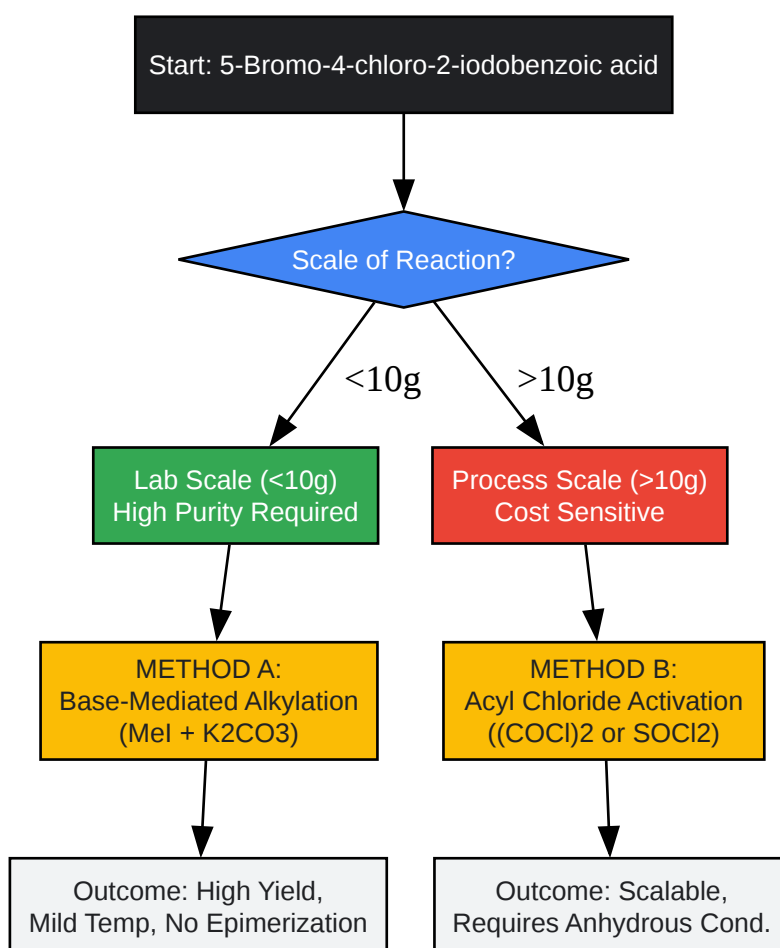 Start: 5-Bromo-4-chloro-2-iodobenzoic acid
Scale of Reaction?
<10g
>10g
Lab Scale (<10g)
High Purity Required
Process Scale (>10g)
Cost Sensitive
METHOD A:
Base-Mediated Alkylation
(MeI + K2CO3)
METHOD B:
Acyl Chloride Activation
((COCl)2 or SOCl2)
Outcome: High Yield,
Mild Temp, No Epimerization
Outcome: Scalable,
Requires Anhydrous Cond.